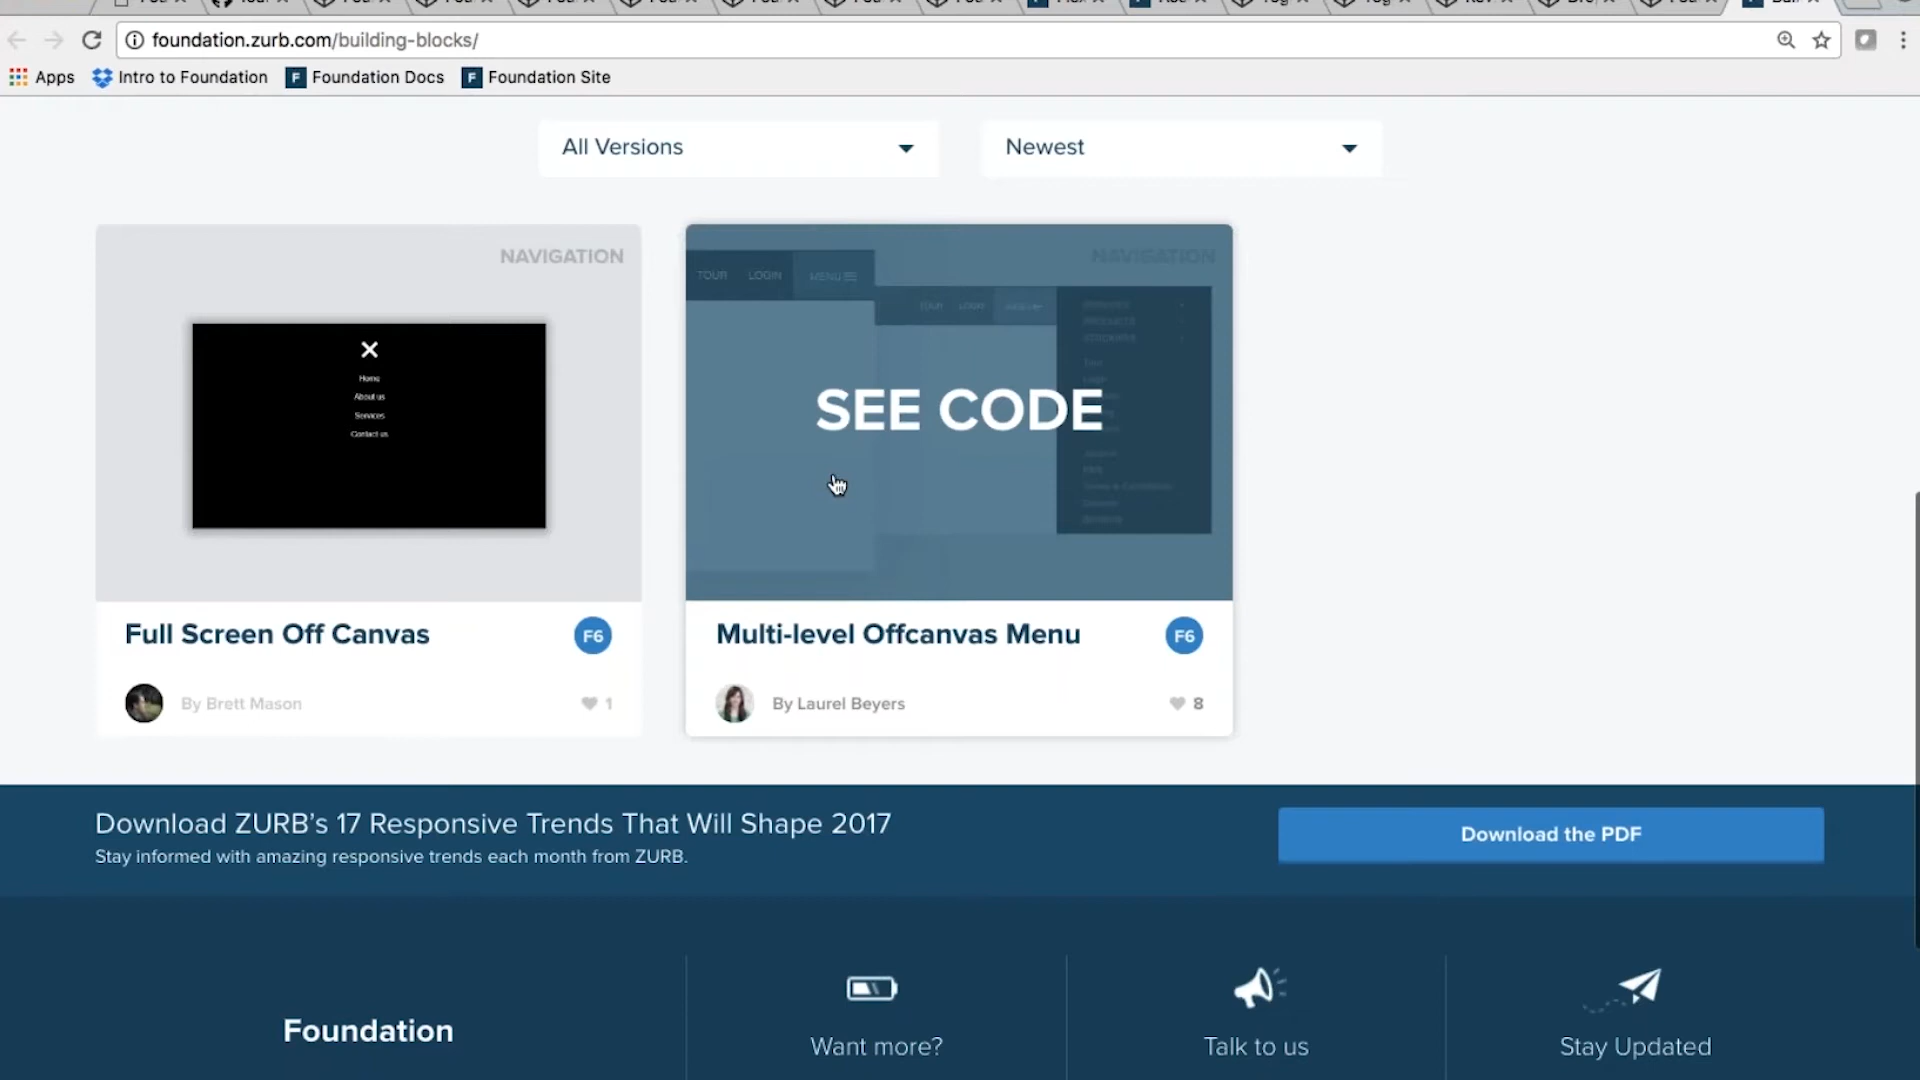 foundation.zurb.com/building-blocks/
Apps Intro to Foundation F Foundation Docs F Foundation Site
All Versions Newest
NAVIGATION
Home
About us
Services
Contact us
Full Screen Off Canvas F6
By Brett Mason 1
NAVIGATION
TOUR LOGIN MENU
TOUR LOGIN
PRODUCTS
SEE CODE
Multi-level Offcanvas Menu F6
By Laurel Beyers 8
Download ZURB's 17 Responsive Trends That Will Shape 2017
Stay informed with amazing responsive trends each month from ZURB.
Download the PDF
Foundation
Want more?
Talk to us
Stay Updated